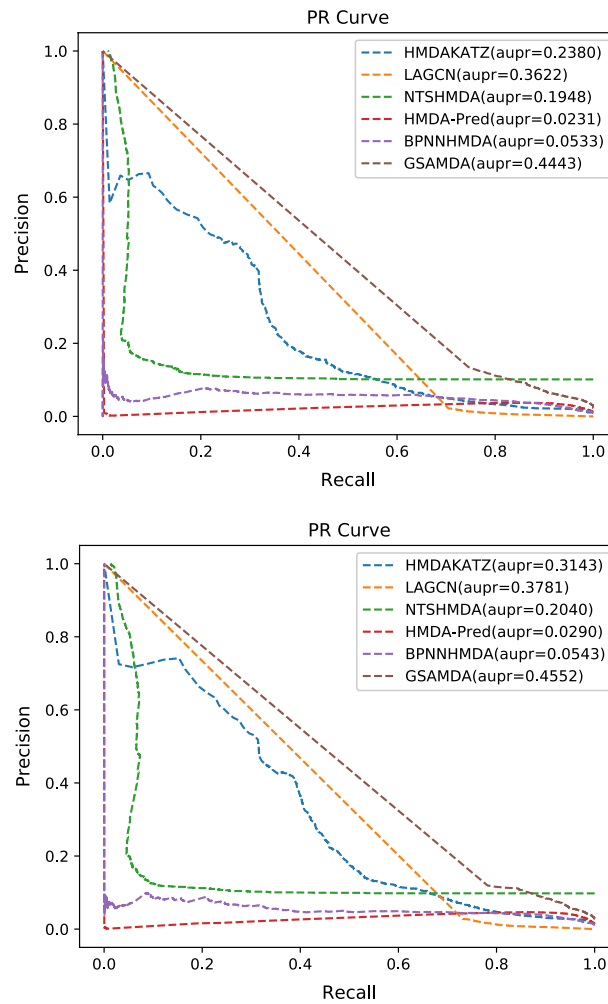 PR Curve
1.0
0.8
0.6
0.4
0.2
0.0
Precision
HMDAKATZ(aupr=0.2380)
LAGCN(aupr=0.3622)
NTSHMDA(aupr=0.1948)
HMDA-Pred(aupr=0.0231)
BPNNHMDA(aupr=0.0533)
GSAMDA(aupr=0.4443)
0.0 0.2 0.4 0.6 0.8 1.0
Recall
PR Curve
1.0
0.8
0.6
0.4
0.2
0.0
Precision
HMDAKATZ(aupr=0.3143)
LAGCN(aupr=0.3781)
NTSHMDA(aupr=0.2040)
HMDA-Pred(aupr=0.0290)
BPNNHMDA(aupr=0.0543)
GSAMDA(aupr=0.4552)
0.0 0.2 0.4 0.6 0.8 1.0
Recall